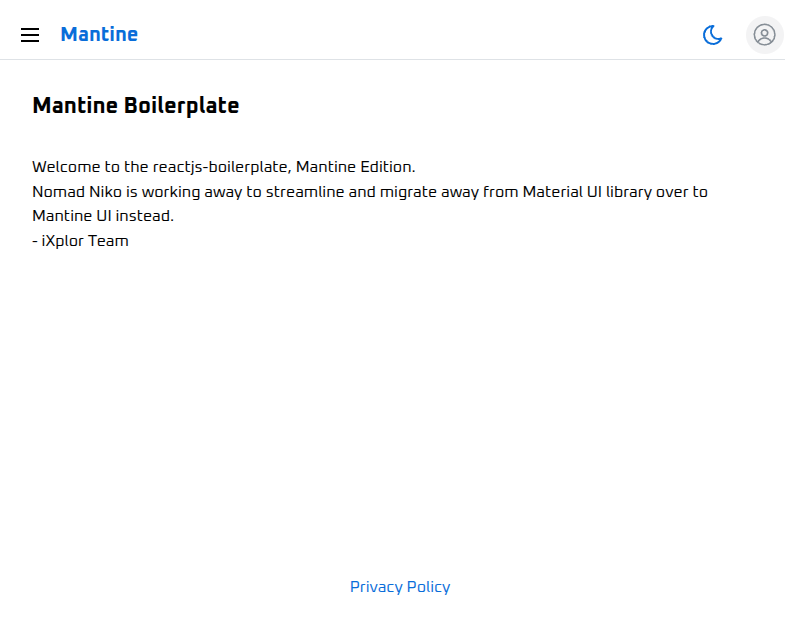 Mantine
Mantine Boilerplate
Welcome to the reactjs-boilerplate, Mantine Edition.
Nomad Niko is working away to streamline and migrate away from Material UI library over to
Mantine UI instead.
- iXplor Team
Privacy Policy